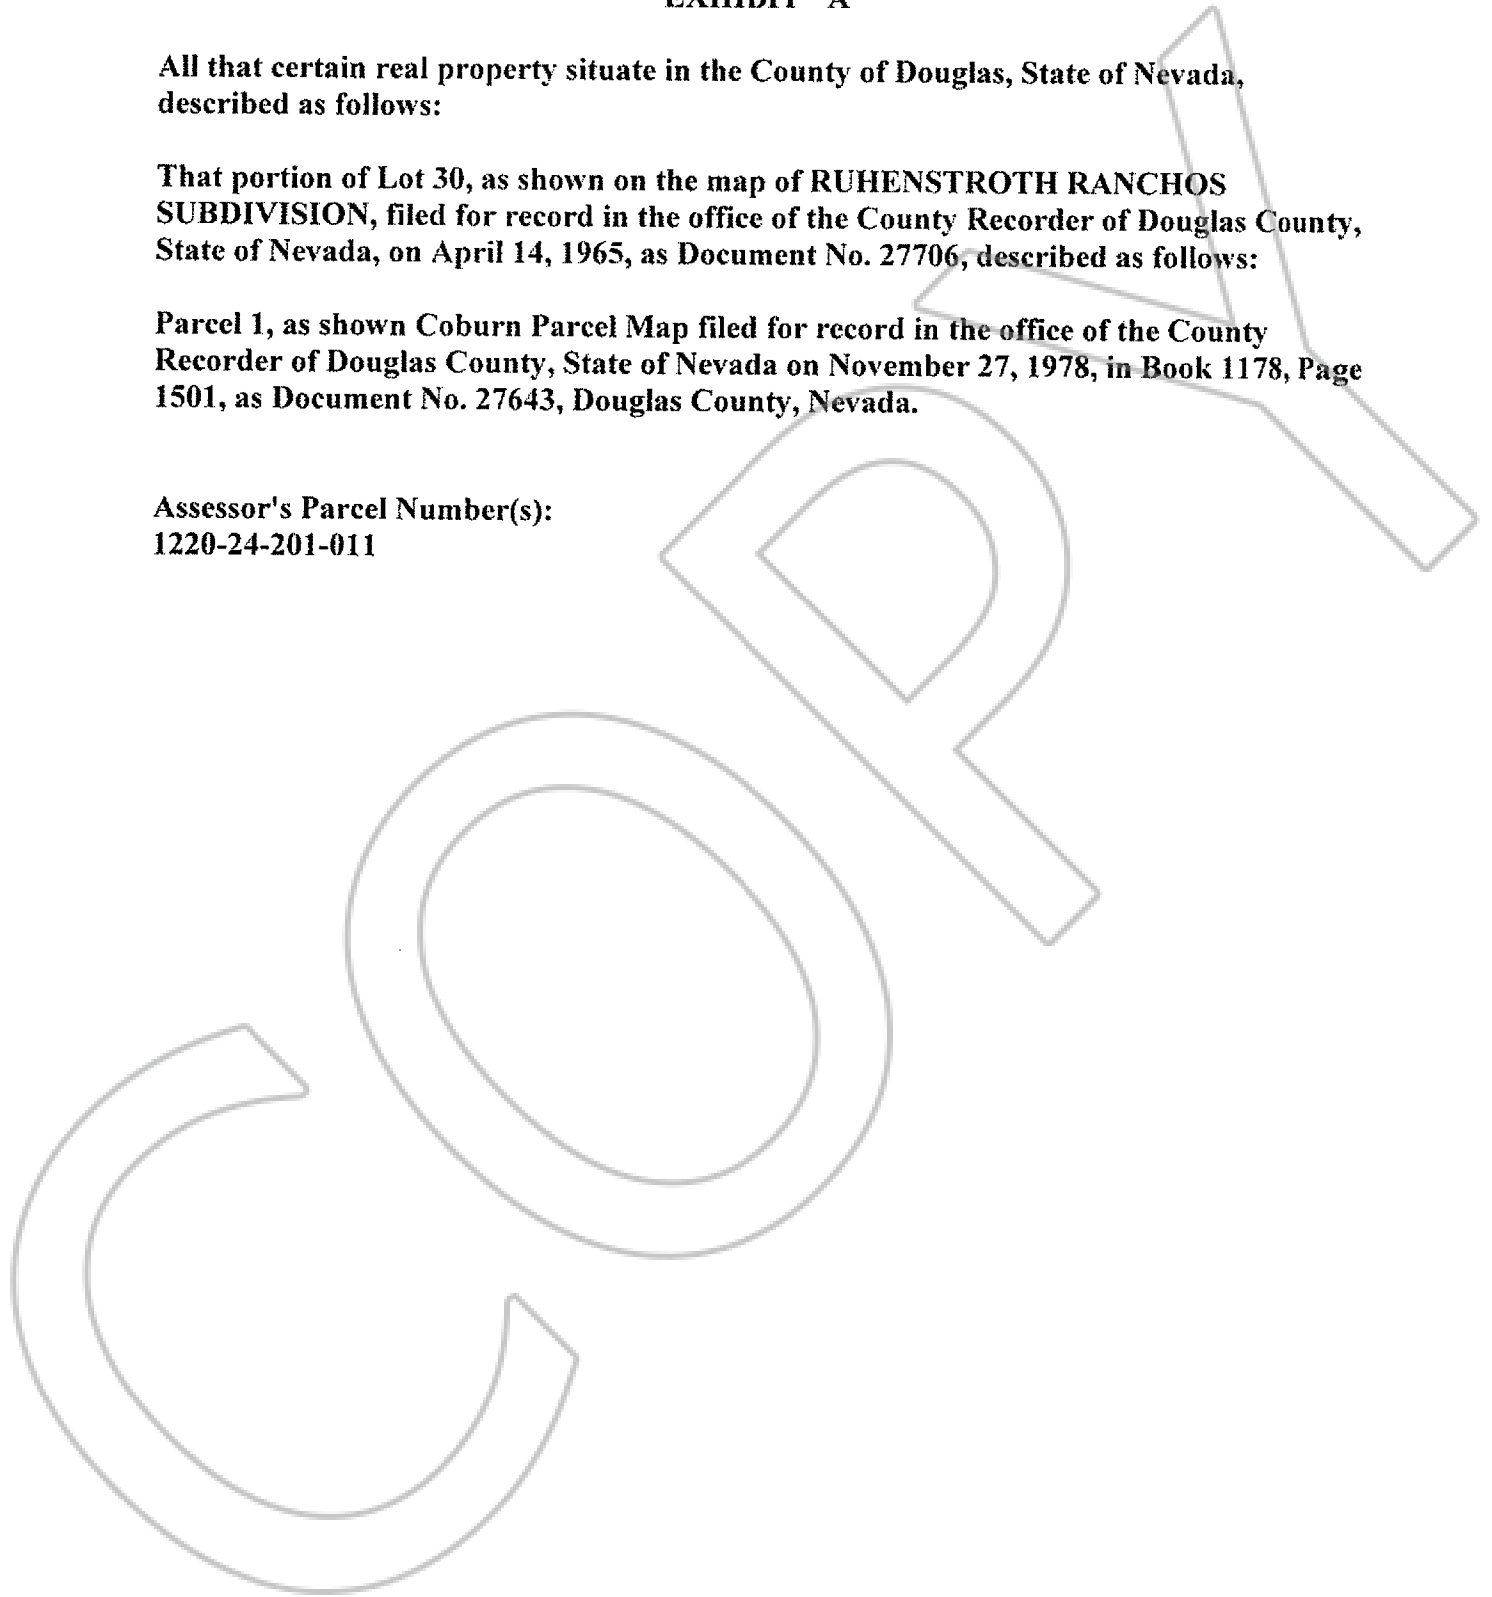 EXHIBIT "A"
All that certain real property situate in the County of Douglas, State of Nevada,
described as follows:
That portion of Lot 30, as shown on the map of RUHENSTROTH RANCHOS
SUBDIVISION, filed for record in the office of the County Recorder of Douglas County,
State of Nevada, on April 14, 1965, as Document No. 27706, described as follows:
Parcel 1, as shown Coburn Parcel Map filed for record in the office of the County
Recorder of Douglas County, State of Nevada on November 27, 1978, in Book 1178, Page
1501, as Document No. 27643, Douglas County, Nevada.
Assessor's Parcel Number(s):
1220-24-201-011
COPY